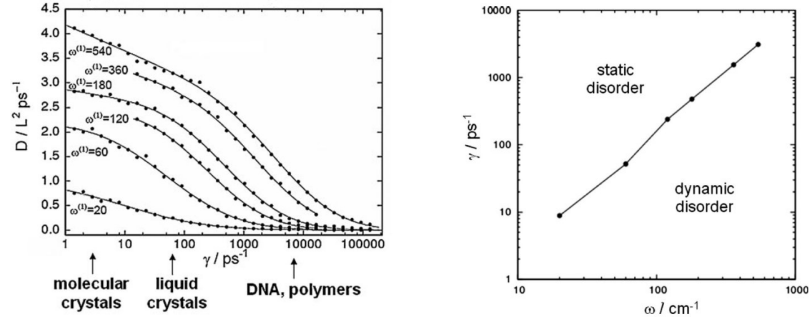 4.5
4.0
3.5
3.0
2.5
2.0
1.5
1.0
0.5
0.0
D / L² ps⁻¹
ω⁽¹⁾=540
ω⁽¹⁾=360
ω⁽¹⁾=180
ω⁽¹⁾=120
ω⁽¹⁾=60
ω⁽¹⁾=20
1 10 100 1000 10000 100000
γ / ps⁻¹
molecular
crystals
liquid
crystals
DNA, polymers
10000
1000
100
10
1
γ / ps⁻¹
static
disorder
dynamic
disorder
10 100 1000
ω / cm⁻¹